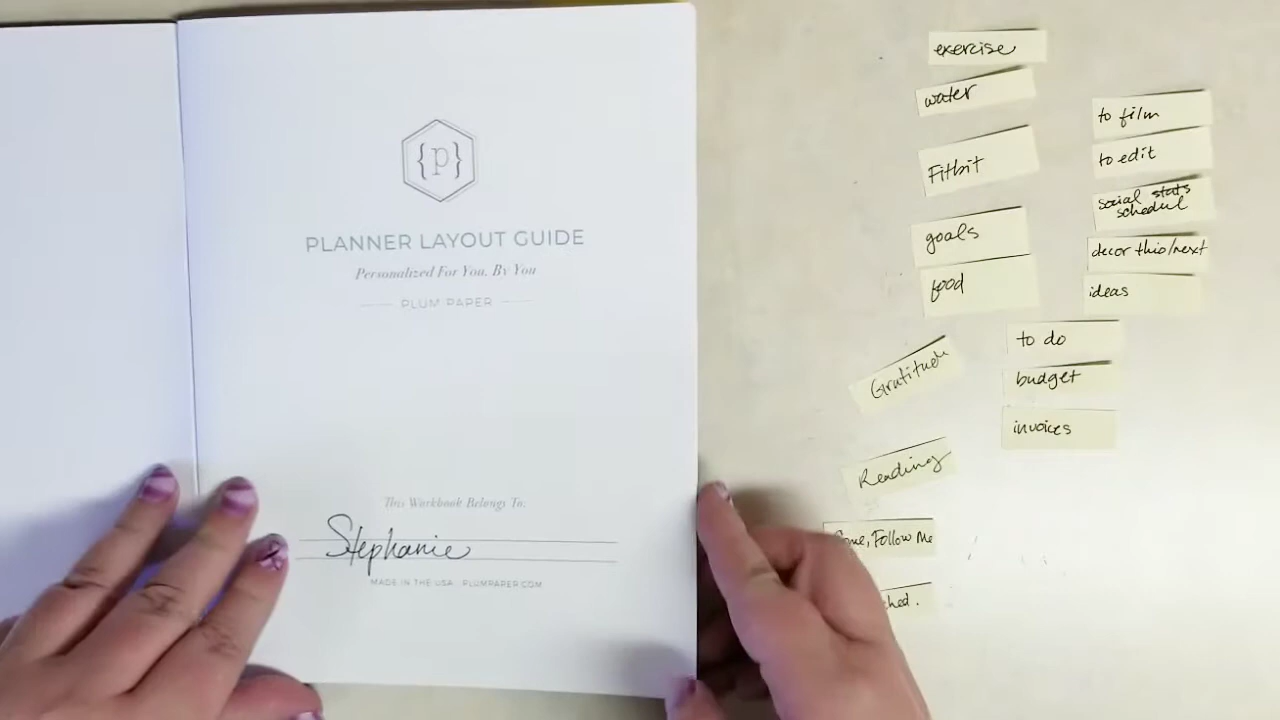 {p}
PLANNER LAYOUT GUIDE
Personalized For You, By You
PLUM PAPER
This Workbook Belongs To:
Stephanie
MADE IN THE USA PLUMPAPER.COM
exercise
water
Fitbit
goals
food
Gratitude
Reading
Follow Me
to film
to edit
social stats
schedul
decor this/next
ideas
to do
budget
invoices